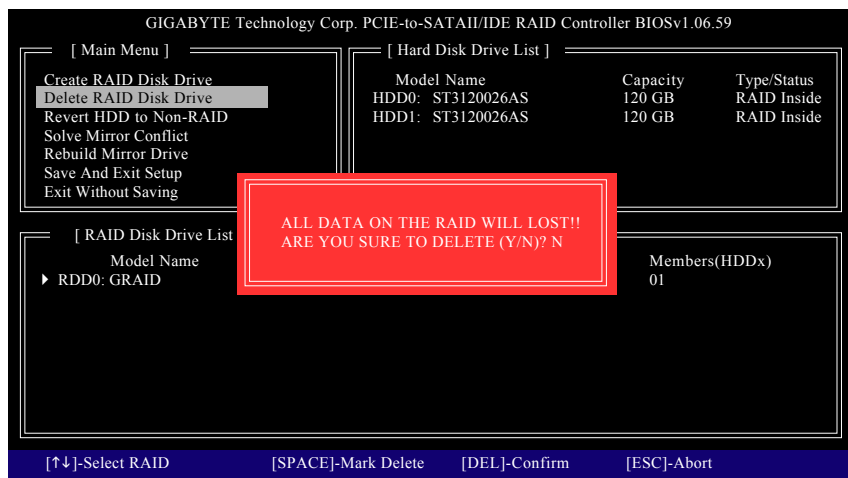 GIGABYTE Technology Corp. PCIE-to-SATAII/IDE RAID Controller BIOSv1.06.59
[ Main Menu ]
Create RAID Disk Drive
Delete RAID Disk Drive
Revert HDD to Non-RAID
Solve Mirror Conflict
Rebuild Mirror Drive
Save And Exit Setup
Exit Without Saving
[ Hard Disk Drive List ]
Model Name Capacity Type/Status
HDD0: ST3120026AS 120 GB RAID Inside
HDD1: ST3120026AS 120 GB RAID Inside
ALL DATA ON THE RAID WILL LOST!!
ARE YOU SURE TO DELETE (Y/N)? N
[ RAID Disk Drive List
Model Name Members(HDDx)
RDD0: GRAID 01
[↑↓]-Select RAID [SPACE]-Mark Delete [DEL]-Confirm [ESC]-Abort